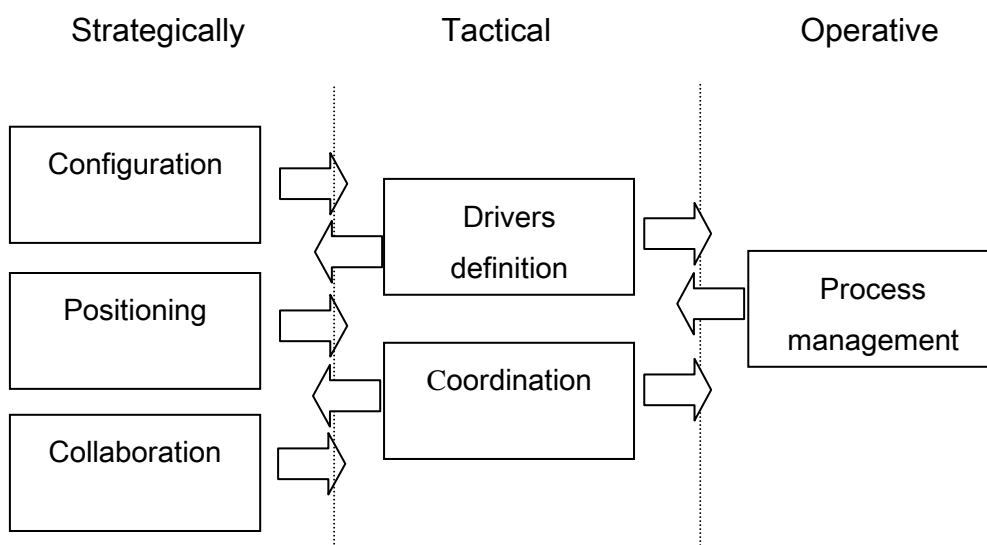 Strategically
Tactical
Operative
Configuration
Positioning
Collaboration
Drivers
definition
Coordination
Process
management